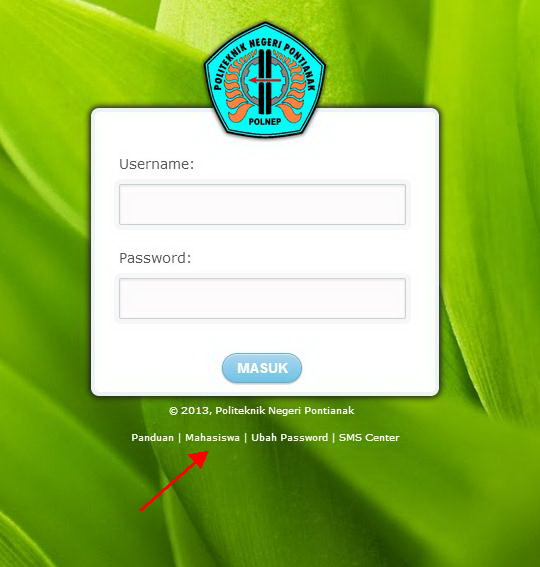 POLITEKNIK NEGERI PONTIANAK
POLNEP
Username:
Password:
MASUK
© 2013, Politeknik Negeri Pontianak
Panduan | Mahasiswa | Ubah Password | SMS Center